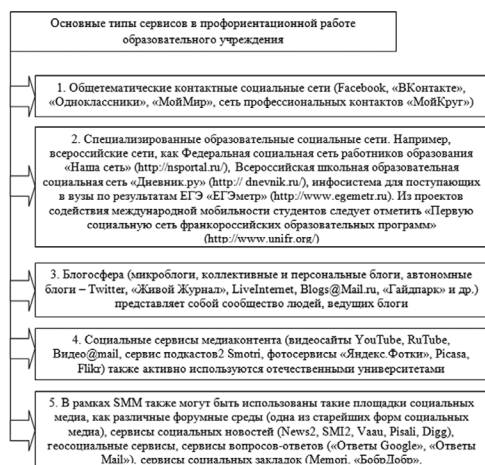 Основные типы сервисов в профориентационной работе
образовательного учреждения
1. Общетематические контактные социальные сети (Facebook, «ВКонтакте»,
«Одноклассники», «МойМир», сеть профессиональных контактов «МойКруг»)
2. Специализированные образовательные социальные сети. Например,
всероссийские сети, как Федеральная социальная сеть работников образования
«Наша сеть» (http://nsportal.ru/), Всероссийская школьная образовательная
социальная сеть «Дневник.ру» (http:// dnevnik.ru/), инфосистема для поступающих
в вузы по результатам ЕГЭ «ЕГЭметр» (http://www.egemetr.ru). Из проектов
содействия международной мобильности студентов следует отметить «Первую
социальную сеть франкороссийских образовательных программ»
(http://www.unifr.org/)
3. Блогосфера (микроблоги, коллективные и персональные блоги, автономные
блоги – Twitter, «Живой Журнал», LiveInternet, Blogs@Mail.ru, «Гайдпарк» и др.)
представляет собой сообщество людей, ведущих блоги
4. Социальные сервисы медиаконтента (видеосайты YouTube, RuTube,
Видео@mail, сервис подкастов2 Smotri, фотосервисы «Яндекс.Фотки», Picasa,
Flikr) также активно используются отечественными университетами
5. В рамках SMM также могут быть использованы такие площадки социальных
медиа, как различные форумные среды (одна из старейших форм социальных
медиа), сервисы социальных новостей (News2, SMI2, Vaau, Pisali, Digg),
геосоциальные сервисы, сервисы вопросов-ответов («Ответы Google», «Ответы
Mail»), сервисы социальных закладок (Memori, «БобрДобр».